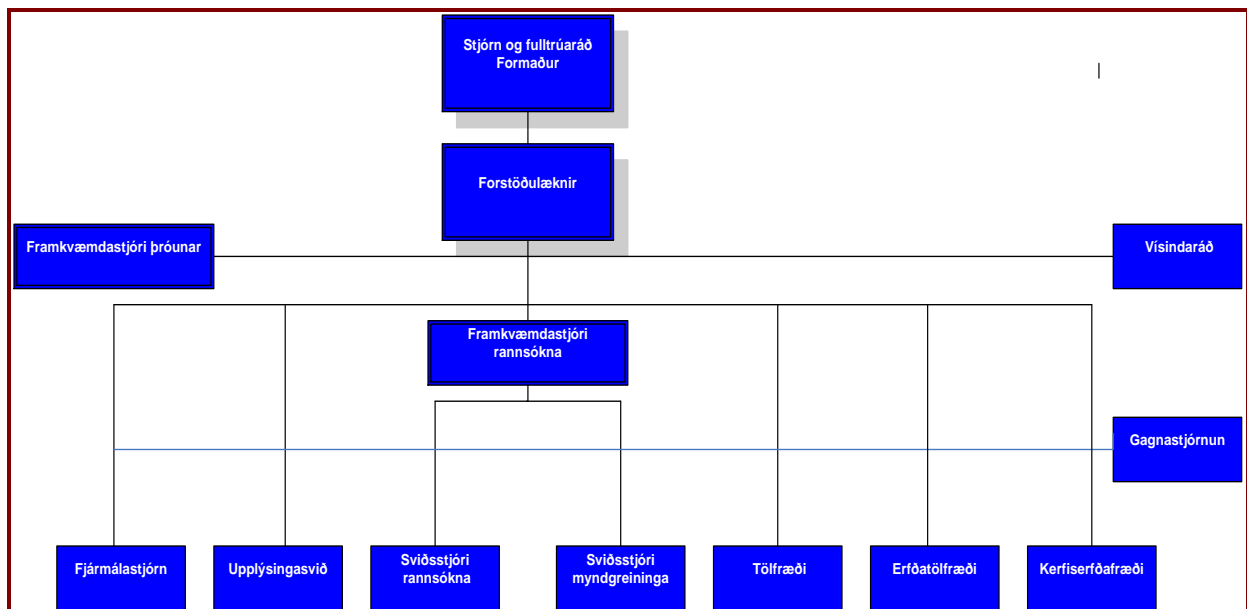 Stjórn og fulltrúaráð
Formaður
Forstöðulæknir
Framkvæmdastjóri þróunar
Vísindaráð
Framkvæmdastjóri
rannsókna
Gagnastjórnun
Fjármálastjórn
Upplýsingasvið
Sviðsstjóri
rannsókna
Sviðsstjóri
myndgreininga
Tölfræði
Erfðatölfræði
Kerfiserfðafræði